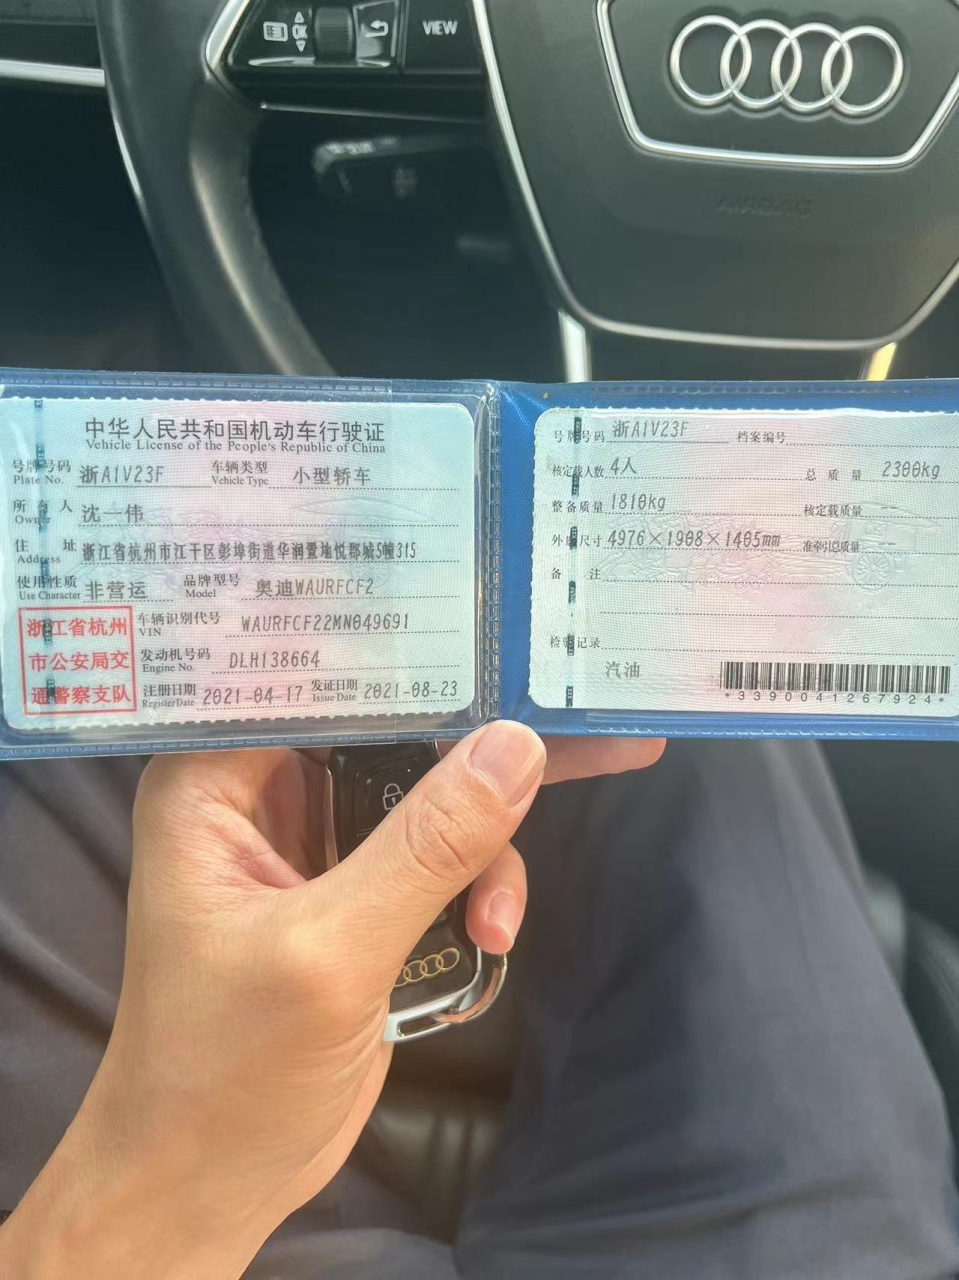 VIEW
OK
AIRBAG
中华人民共和国机动车行驶证
Vehicle License of the People's Republic of China
号牌号码 浙A1V23F 车辆类型 小型轿车
Plate No. Vehicle Type
所有人 沈一伟
Owner
住址 浙江省杭州市江干区彭埠街道华润置地悦郡城5幢315
Address
使用性质 非营运 品牌型号 奥迪WAURFCF2
Use Character Model
浙江省杭州
市公安局交
通警察支队
车辆识别代号 WAURFCF22MN049691
VIN
发动机号码 DLH138664
Engine No.
注册日期 2021-04-17 发证日期 2021-08-23
Register Date Issue Date
号牌号码 浙A1V23F 档案编号
核定载人数 4人 总质量 2300kg
整备质量 1810kg 核定载质量 --
外廓尺寸 4976×1908×1405mm 准牵引总质量 --
备注
检验记录
汽油
*3390041267924*